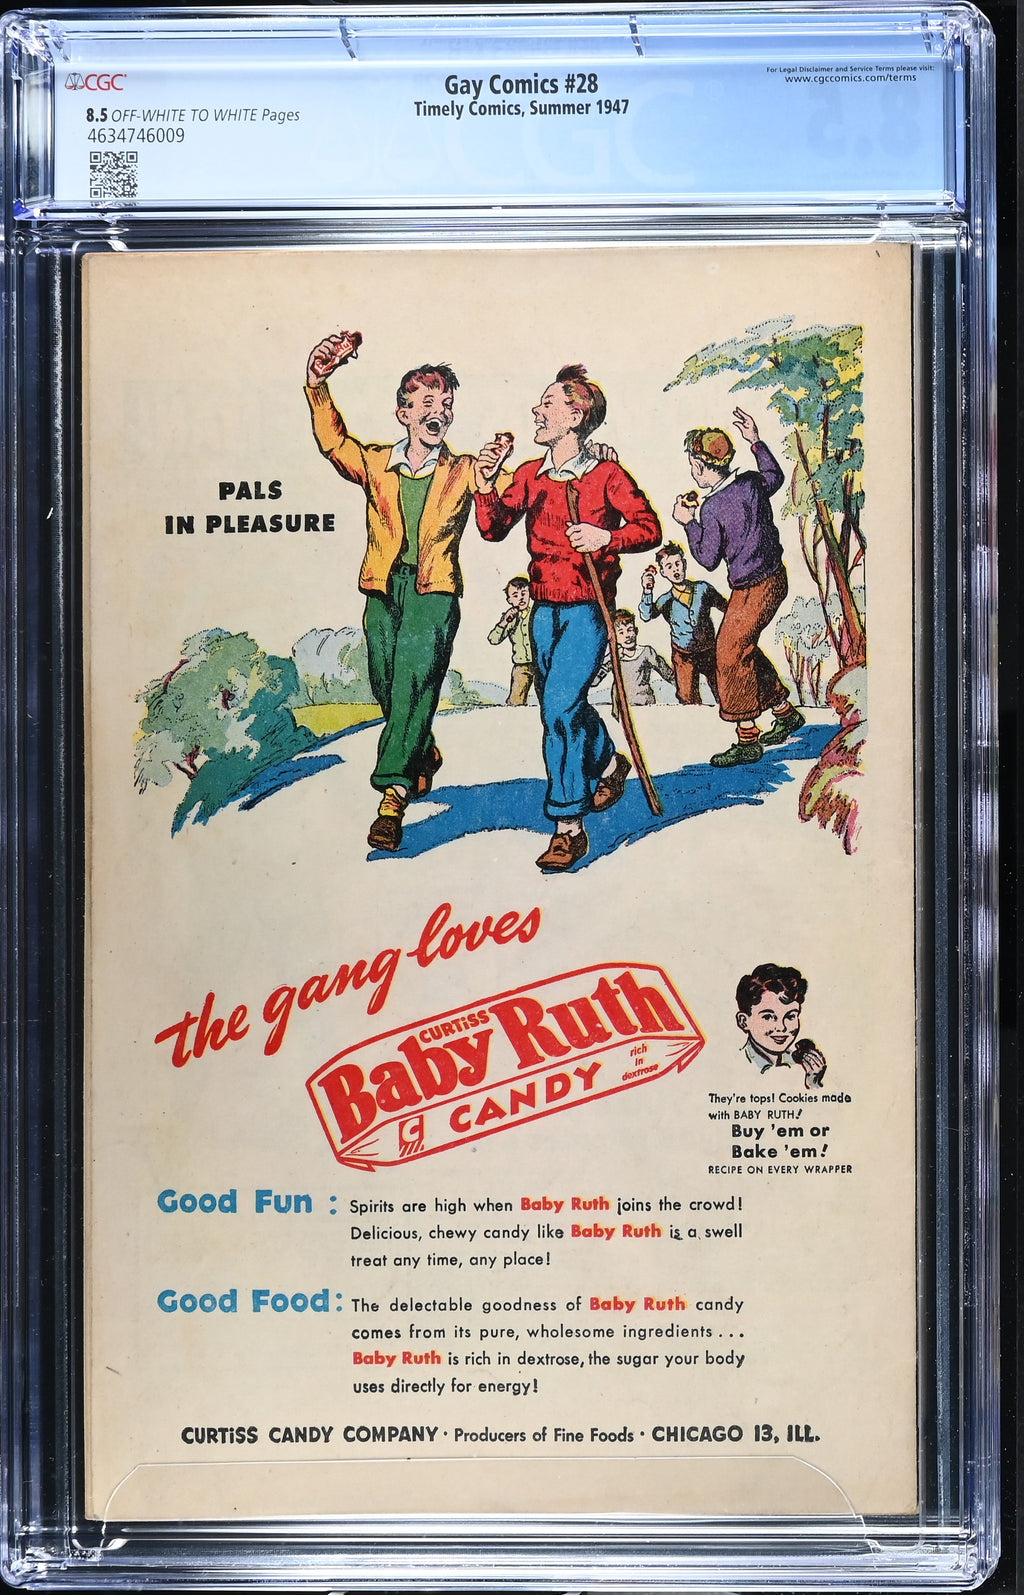 CGC
For Legal Disclaimer and Service Terms please visit:
www.cgccomics.com/terms
Gay Comics #28
Timely Comics, Summer 1947
8.5 OFF-WHITE TO WHITE Pages
4634746009
PALS
IN PLEASURE
the gang loves
CURTiSS
Baby Ruth
CANDY
rich
in
dextrose
They're tops! Cookies made
with BABY RUTH!
Buy 'em or
Bake 'em!
RECIPE ON EVERY WRAPPER
Good Fun : Spirits are high when Baby Ruth joins the crowd!
Delicious, chewy candy like Baby Ruth is a swell
treat any time, any place!
Good Food: The delectable goodness of Baby Ruth candy
comes from its pure, wholesome ingredients . . .
Baby Ruth is rich in dextrose, the sugar your body
uses directly for energy!
CURTiSS CANDY COMPANY · Producers of Fine Foods · CHICAGO 13, ILL.